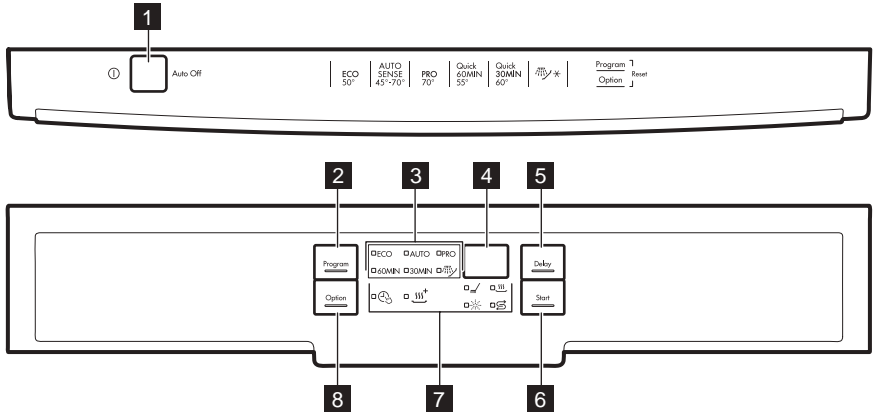 1
Auto Off
ECO 50°
AUTO SENSE 45°-70°
PRO 70°
Quick 60MIN 55°
Quick 30MIN 60°
Program
Option
Reset
2
3
4
5
Program
ECO AUTO PRO
60MIN 30MIN
Delay
Option
Start
8
7
6